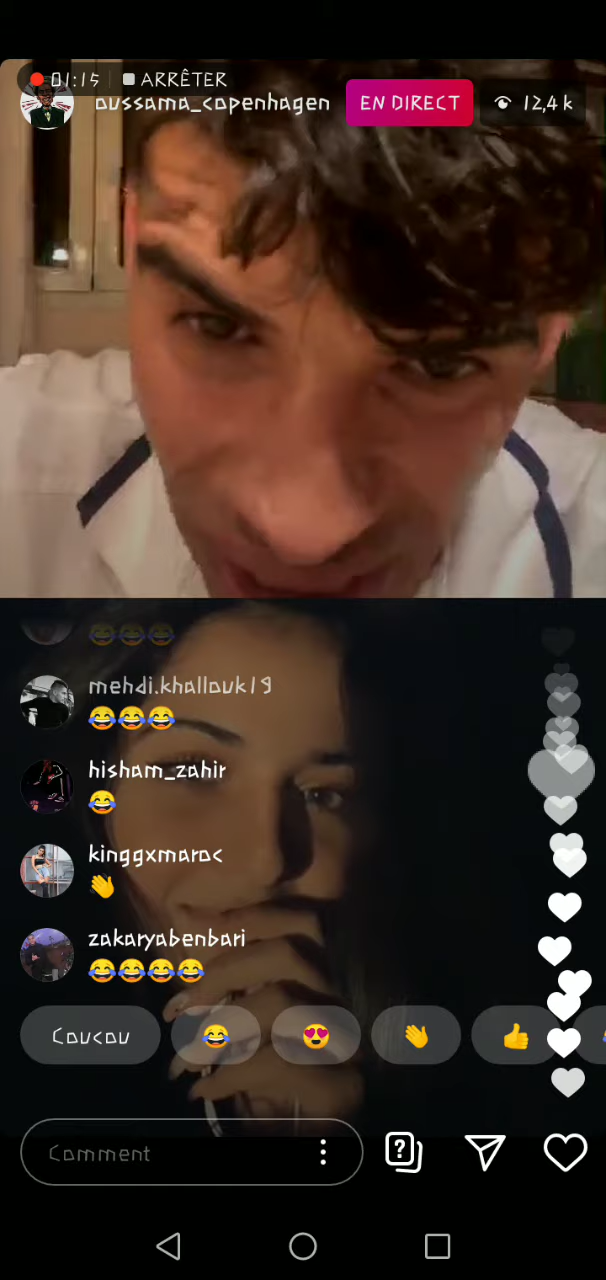 01:15 ARRÊTER
oussama_copenhagen EN DIRECT 12,4 k
😂😂😂
mehdi.khallouk19
😂😂😂
hisham_zahir
😂
kinggxmaroc
👋
zakaryabenbari
😂😂😂😂
Coucou 😂 😍 👋 👍
Comment